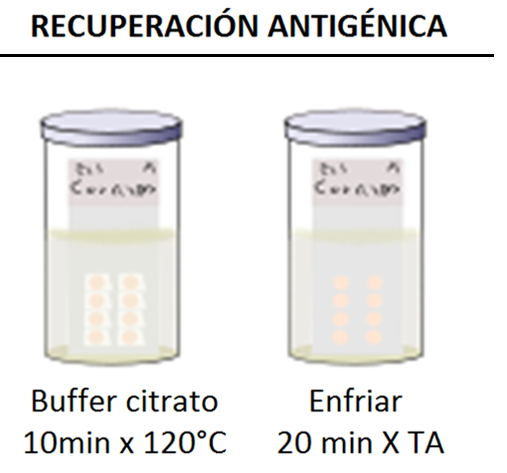 RECUPERACIÓN ANTIGÉNICA
Buffer citrato
10min x 120°C
Enfriar
20 min X TA